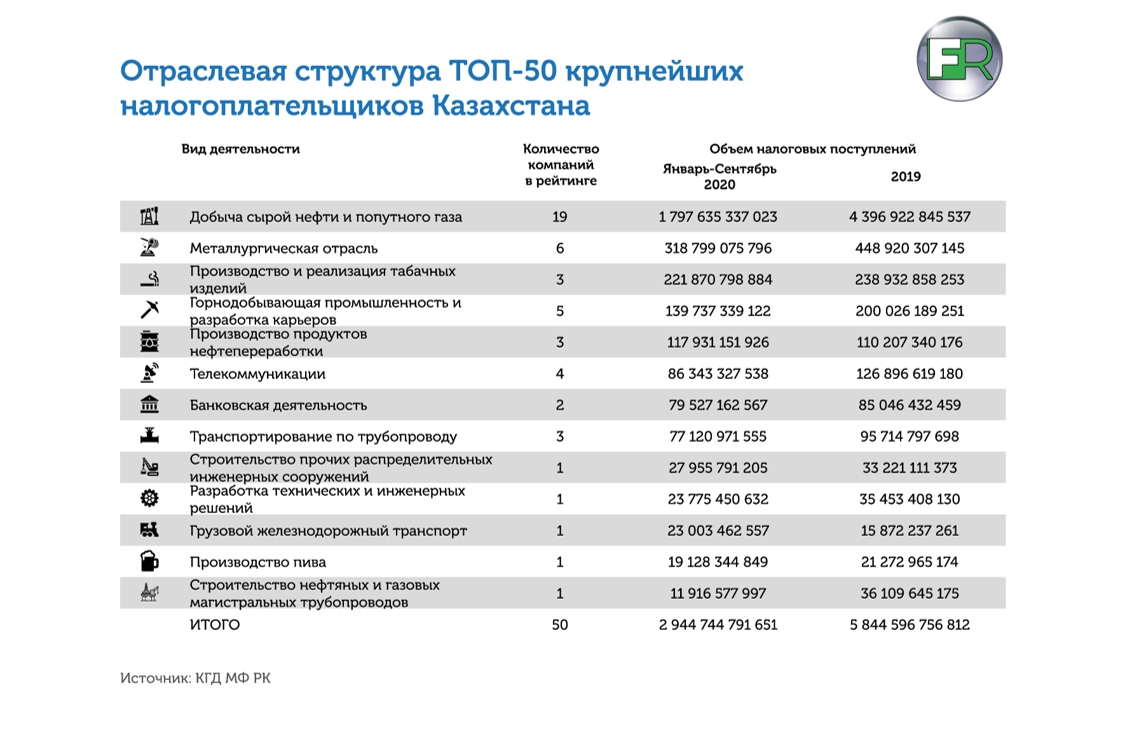 FR
Отраслевая структура ТОП-50 крупнейших
налогоплательщиков Казахстана
Вид деятельности
Количество
компаний
в рейтинге
Объем налоговых поступлений
Январь-Сентябрь
2020
2019
Добыча сырой нефти и попутного газа 19 1 797 635 337 023 4 396 922 845 537
Металлургическая отрасль 6 318 799 075 796 448 920 307 145
Производство и реализация табачных
изделий 3 221 870 798 884 238 932 858 253
Горнодобывающая промышленность и
разработка карьеров 5 139 737 339 122 200 026 189 251
Производство продуктов
нефтепереработки 3 117 931 151 926 110 207 340 176
Телекоммуникации 4 86 343 327 538 126 896 619 180
Банковская деятельность 2 79 527 162 567 85 046 432 459
Транспортирование по трубопроводу 3 77 120 971 555 95 714 797 698
Строительство прочих распределительных
инженерных сооружений 1 27 955 791 205 33 221 111 373
Разработка технических и инженерных
решений 1 23 775 450 632 35 453 408 130
Грузовой железнодорожный транспорт 1 23 003 462 557 15 872 237 261
Производство пива 1 19 128 344 849 21 272 965 174
Строительство нефтяных и газовых
магистральных трубопроводов 1 11 916 577 997 36 109 645 175
ИТОГО 50 2 944 744 791 651 5 844 596 756 812
Источник: КГД МФ РК